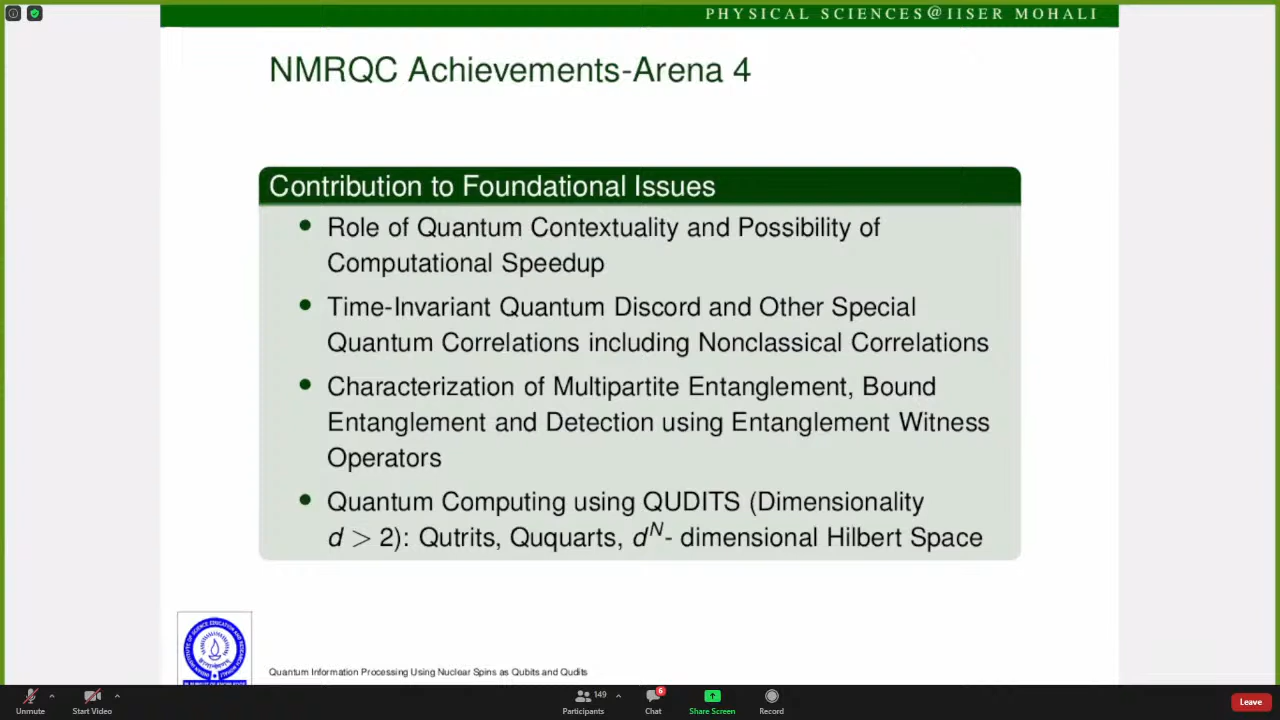 PHYSICAL SCIENCES@IISER MOHALI
NMRQC Achievements-Arena 4
Contribution to Foundational Issues
• Role of Quantum Contextuality and Possibility of
Computational Speedup
• Time-Invariant Quantum Discord and Other Special
Quantum Correlations including Nonclassical Correlations
• Characterization of Multipartite Entanglement, Bound
Entanglement and Detection using Entanglement Witness
Operators
• Quantum Computing using QUDITS (Dimensionality
d > 2): Qutrits, Ququarts, d^N- dimensional Hilbert Space
Quantum Information Processing Using Nuclear Spins as Qubits and Qudits
149
6
Unmute Start Video Participants Chat Share Screen Record Leave